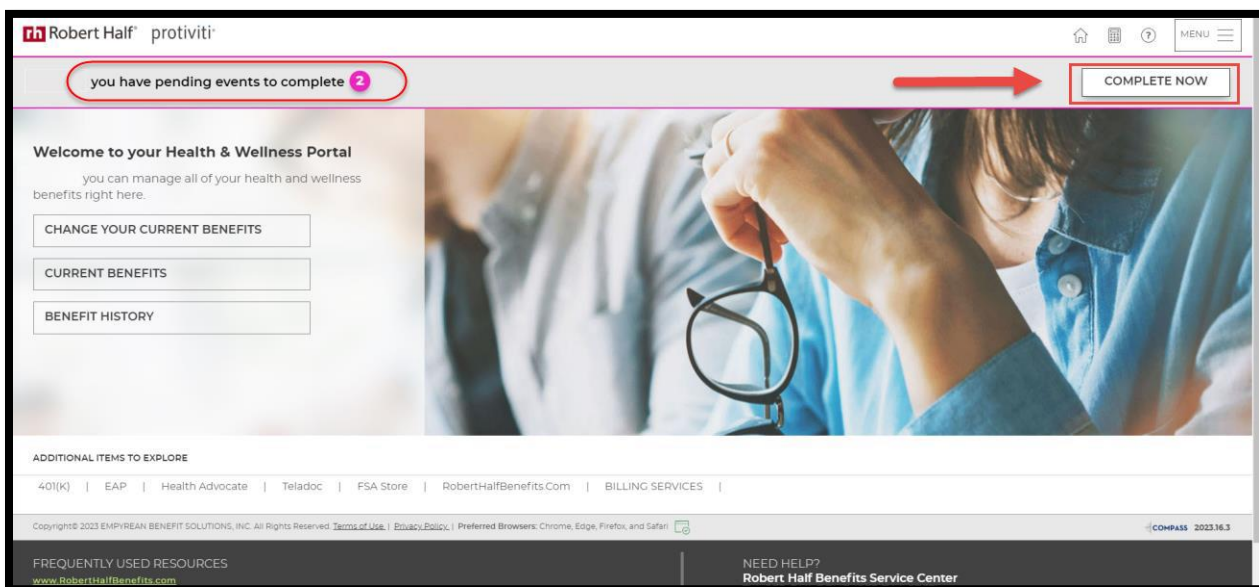 rh Robert Half® protiviti®
MENU
you have pending events to complete 2
COMPLETE NOW
Welcome to your Health & Wellness Portal
you can manage all of your health and wellness
benefits right here.
CHANGE YOUR CURRENT BENEFITS
CURRENT BENEFITS
BENEFIT HISTORY
ADDITIONAL ITEMS TO EXPLORE
401(K) | EAP | Health Advocate | Teladoc | FSA Store | RobertHalfBenefits.Com | BILLING SERVICES |
Copyright© 2023 EMPYREAN BENEFIT SOLUTIONS, INC. All Rights Reserved. Terms of Use | Privacy Policy | Preferred Browsers: Chrome, Edge, Firefox, and Safari COMPASS 2023.16.3
FREQUENTLY USED RESOURCES
www.RobertHalfBenefits.com
NEED HELP?
Robert Half Benefits Service Center